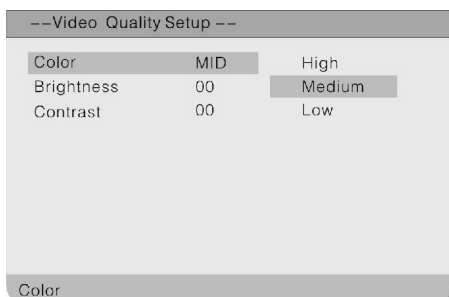 --Video Quality Setup --
Color MID High
Brightness 00 Medium
Contrast 00 Low
Color